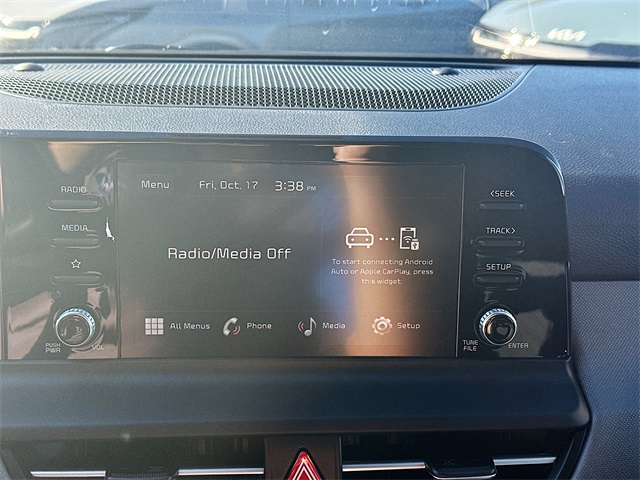 KIA
RADIO
MEDIA
PUSH
PWR
VOL
Menu
Fri, Oct. 17
3:38 PM
Radio/Media Off
To start connecting Android
Auto or Apple CarPlay, press
this widget.
All Menus
Phone
Media
Setup
<SEEK
TRACK>
SETUP
TUNE
FILE
ENTER